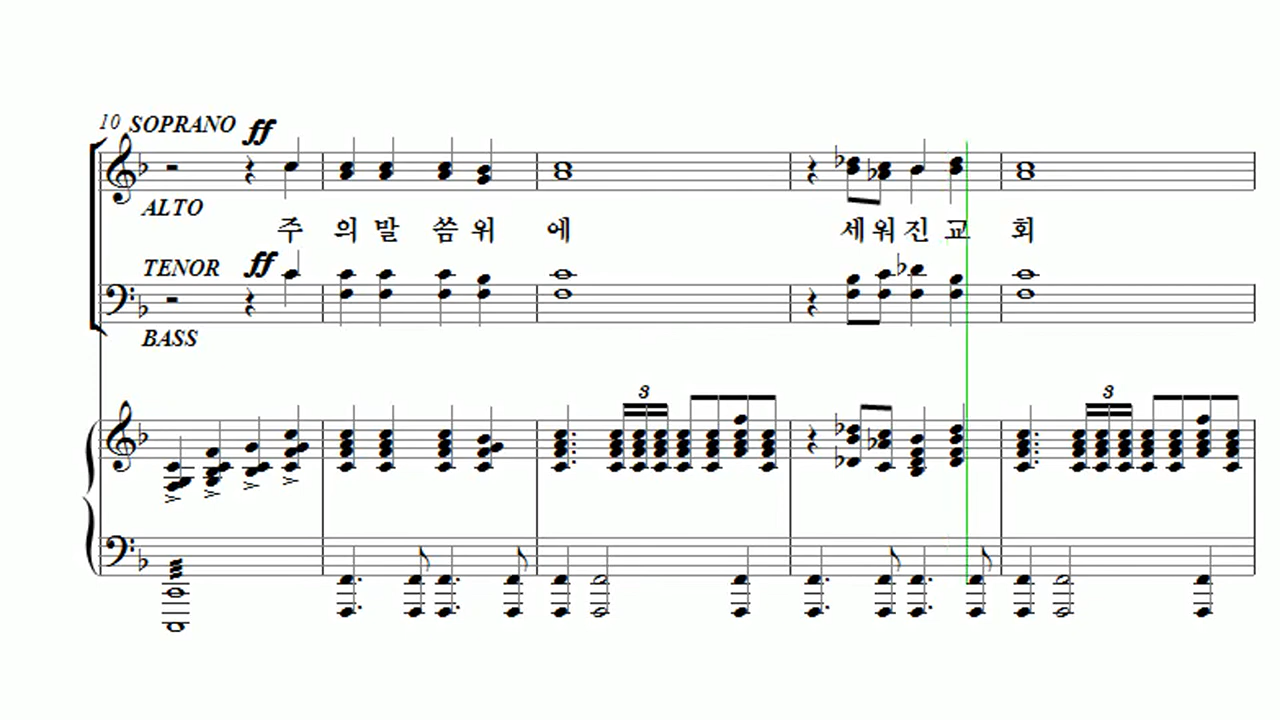 10 SOPRANO ff
ALTO
주 의 말 씀 위 에 세 워 진 교 회
TENOR ff
BASS
3 3